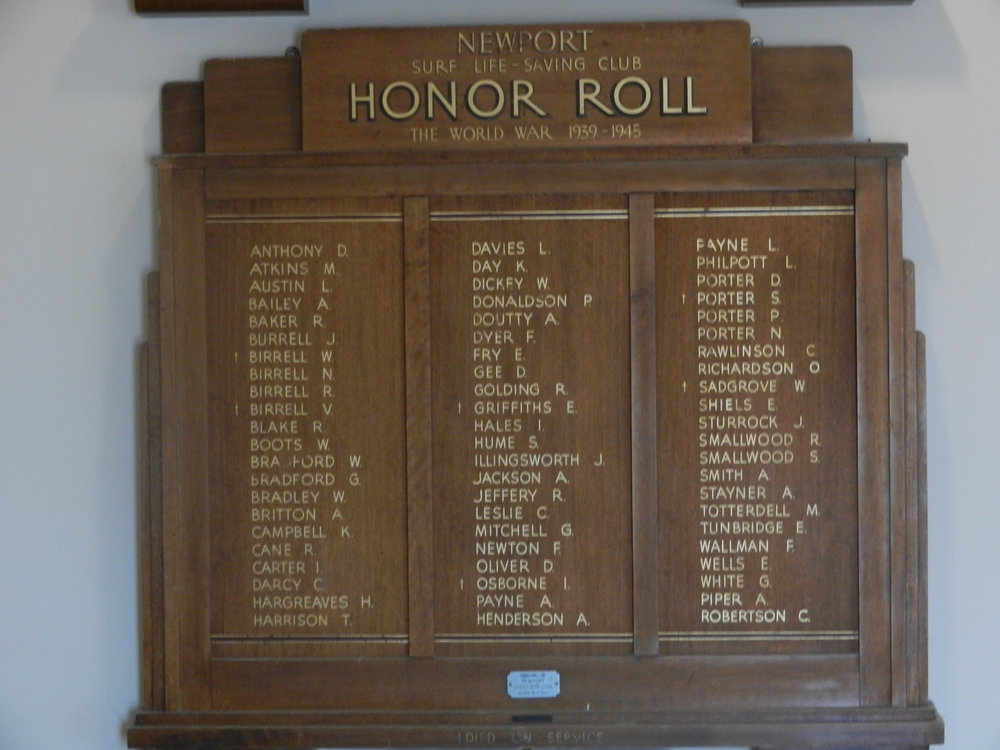 NEWPORT
SURF LIFE-SAVING CLUB
HONOR ROLL
THE WORLD WAR 1939-1945
ANTHONY D.
ATKINS M.
AUSTIN L.
BAILEY A.
BAKER R.
BURRELL J.
† BIRRELL W.
BIRRELL N.
BIRRELL R.
† BIRRELL V.
BLAKE R.
BOOTS W.
BRADFORD W.
BRADFORD G.
BRADLEY W.
BRITTON A.
CAMPBELL K.
CANE R.
CARTER I.
DARCY C.
HARGREAVES H.
HARRISON T.
DAVIES L.
DAY K.
DICKEY W.
DONALDSON P.
DOUTTY A.
DYER F.
FRY E.
GEE D.
GOLDING R.
† GRIFFITHS E.
HALES I.
HUME S.
ILLINGSWORTH J.
JACKSON A.
JEFFERY R.
LESLIE C.
MITCHELL G.
NEWTON F.
OLIVER D.
† OSBORNE I.
PAYNE A.
HENDERSON A.
PAYNE L.
PHILPOTT L.
PORTER D.
† PORTER S.
PORTER P.
PORTER N.
RAWLINSON C.
RICHARDSON O
† SADGROVE W.
SHIELS E.
STURROCK J.
SMALLWOOD R.
SMALLWOOD S.
SMITH A.
STAYNER A.
TOTTERDELL M.
TUNBRIDGE E.
WALLMAN F.
WELLS E.
WHITE G.
PIPER A.
ROBERTSON C.
† DIED ON SERVICE